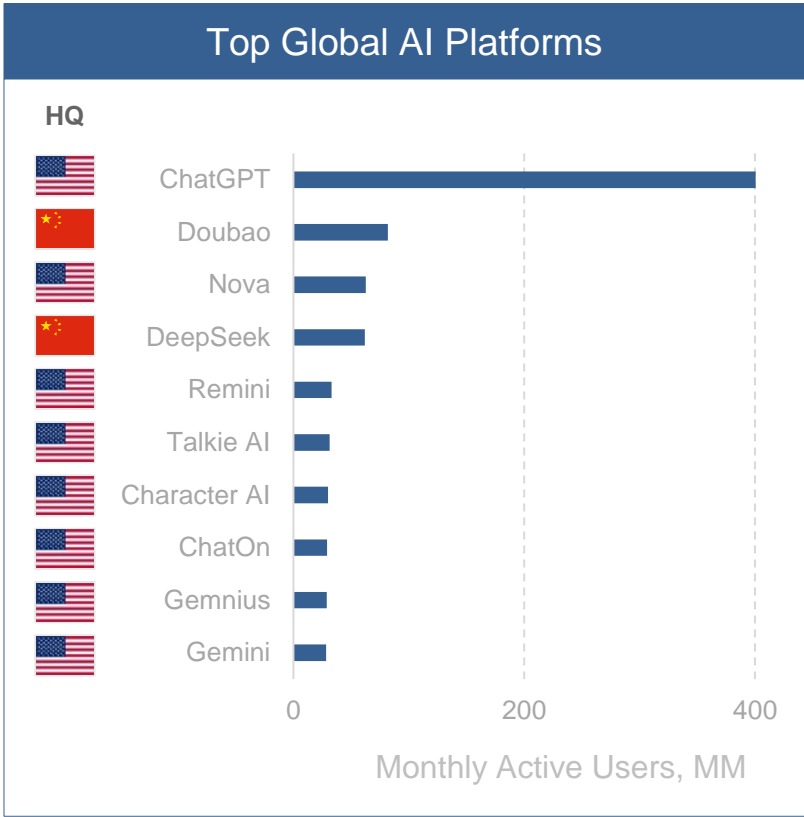 Top Global AI Platforms
HQ
ChatGPT
Doubao
Nova
DeepSeek
Remini
Talkie AI
Character AI
ChatOn
Gemnius
Gemini
0 200 400
Monthly Active Users, MM